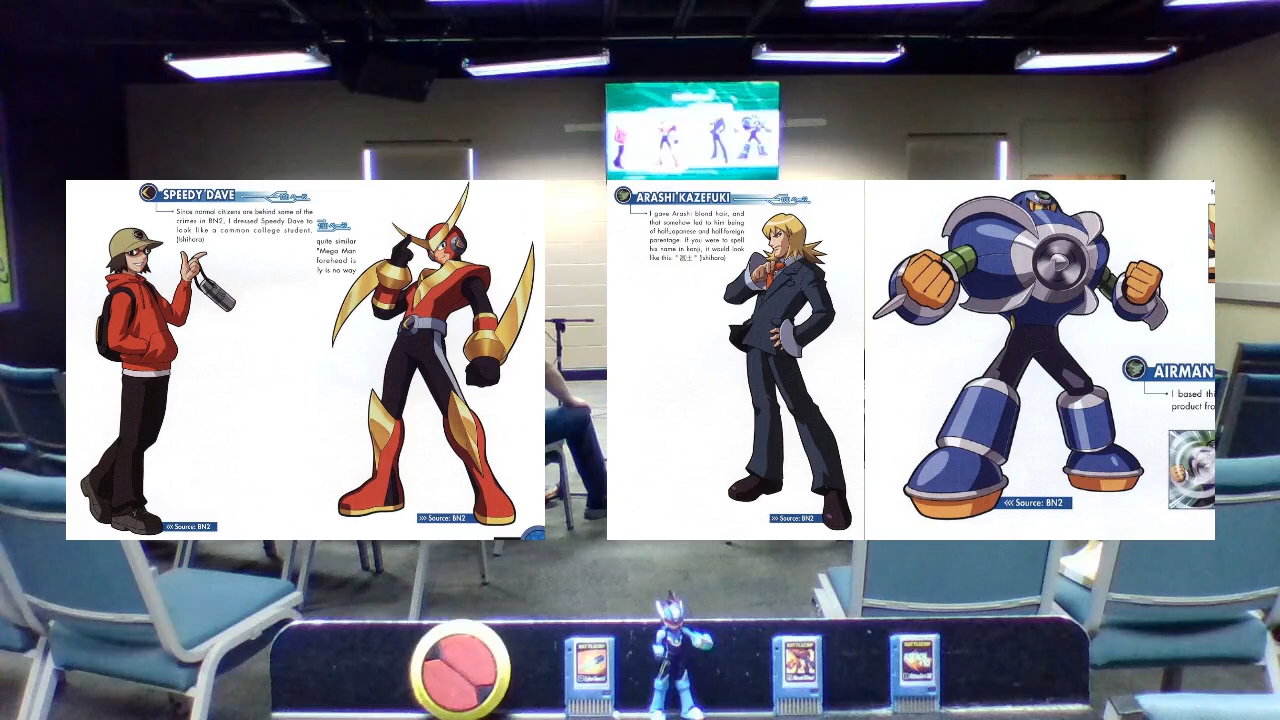 SPEEDY DAVE
Since normal citizens are behind some of the
crimes in BN2, I dressed Speedy Dave to
look like a common college student.
(Ishihara)
quite similar
"Mega Man
forehead is
ly is no way
Source: BN2
Source: BN2
ARASHI KAZEFUKI
I gave Arashi blond hair, and
that somehow led to him being
of half-Japanese and half-foreign
parentage. If you were to spell
his name in kanji, it would look
like this:
(Ishihara)
Source: BN2
Source: BN2
AIRMAN
I based thi
product fro
BATTLECHIP
BATTLECHIP
BATTLECHIP